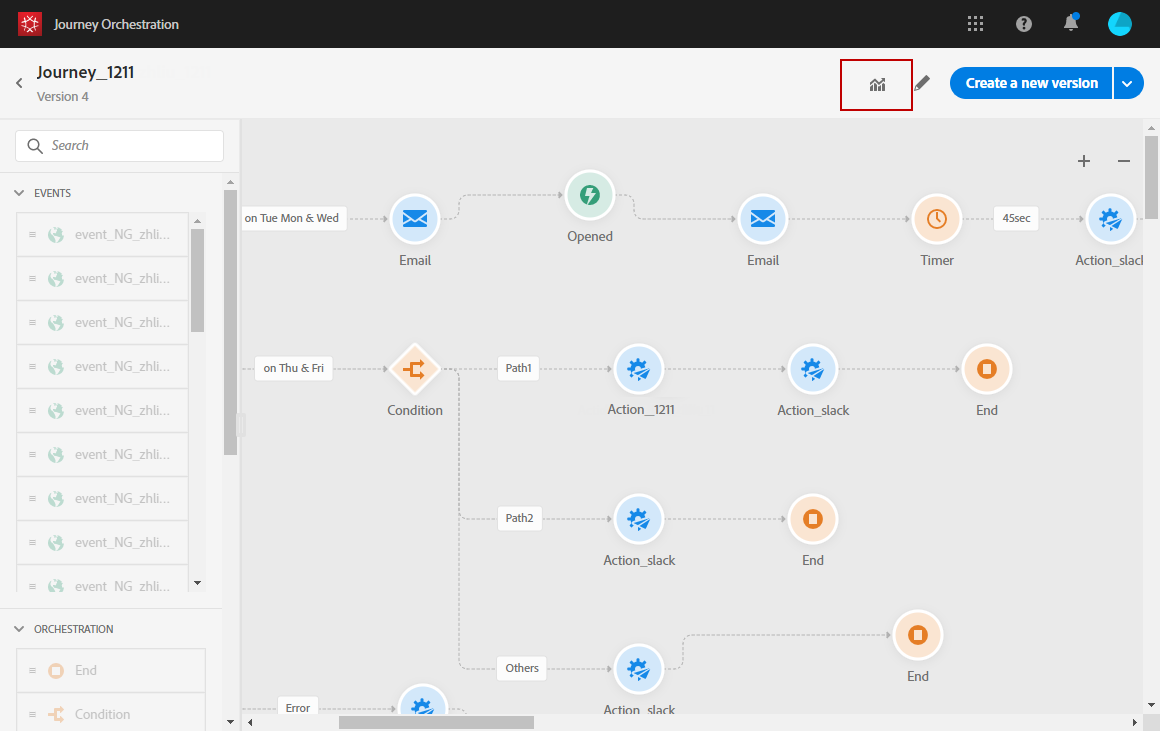 Journey Orchestration
Journey_1211
Version 4
Create a new version
Search
EVENTS
event_NG_zhli...
event_NG_zhli...
event_NG_zhli...
event_NG_zhli...
event_NG_zhli...
event_NG_zhli...
event_NG_zhli...
event_NG_zhli...
event_NG_zhli...
ORCHESTRATION
End
Condition
on Tue Mon & Wed
Email
Opened
Email
Timer
45sec
Action_slack
on Thu & Fri
Condition
Path1
Action_1211
Action_slack
End
Path2
Action_slack
End
Others
Action_slack
End
Error